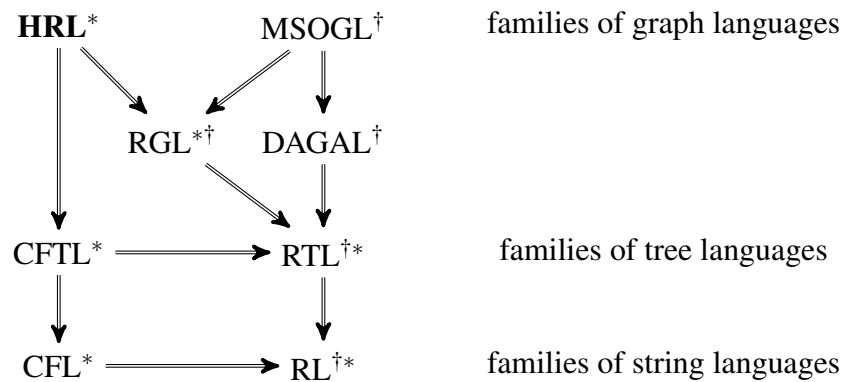 HRL* MSOGL† families of graph languages
RGL*† DAGAL†
CFTL* RTL†* families of tree languages
CFL* RL†* families of string languages